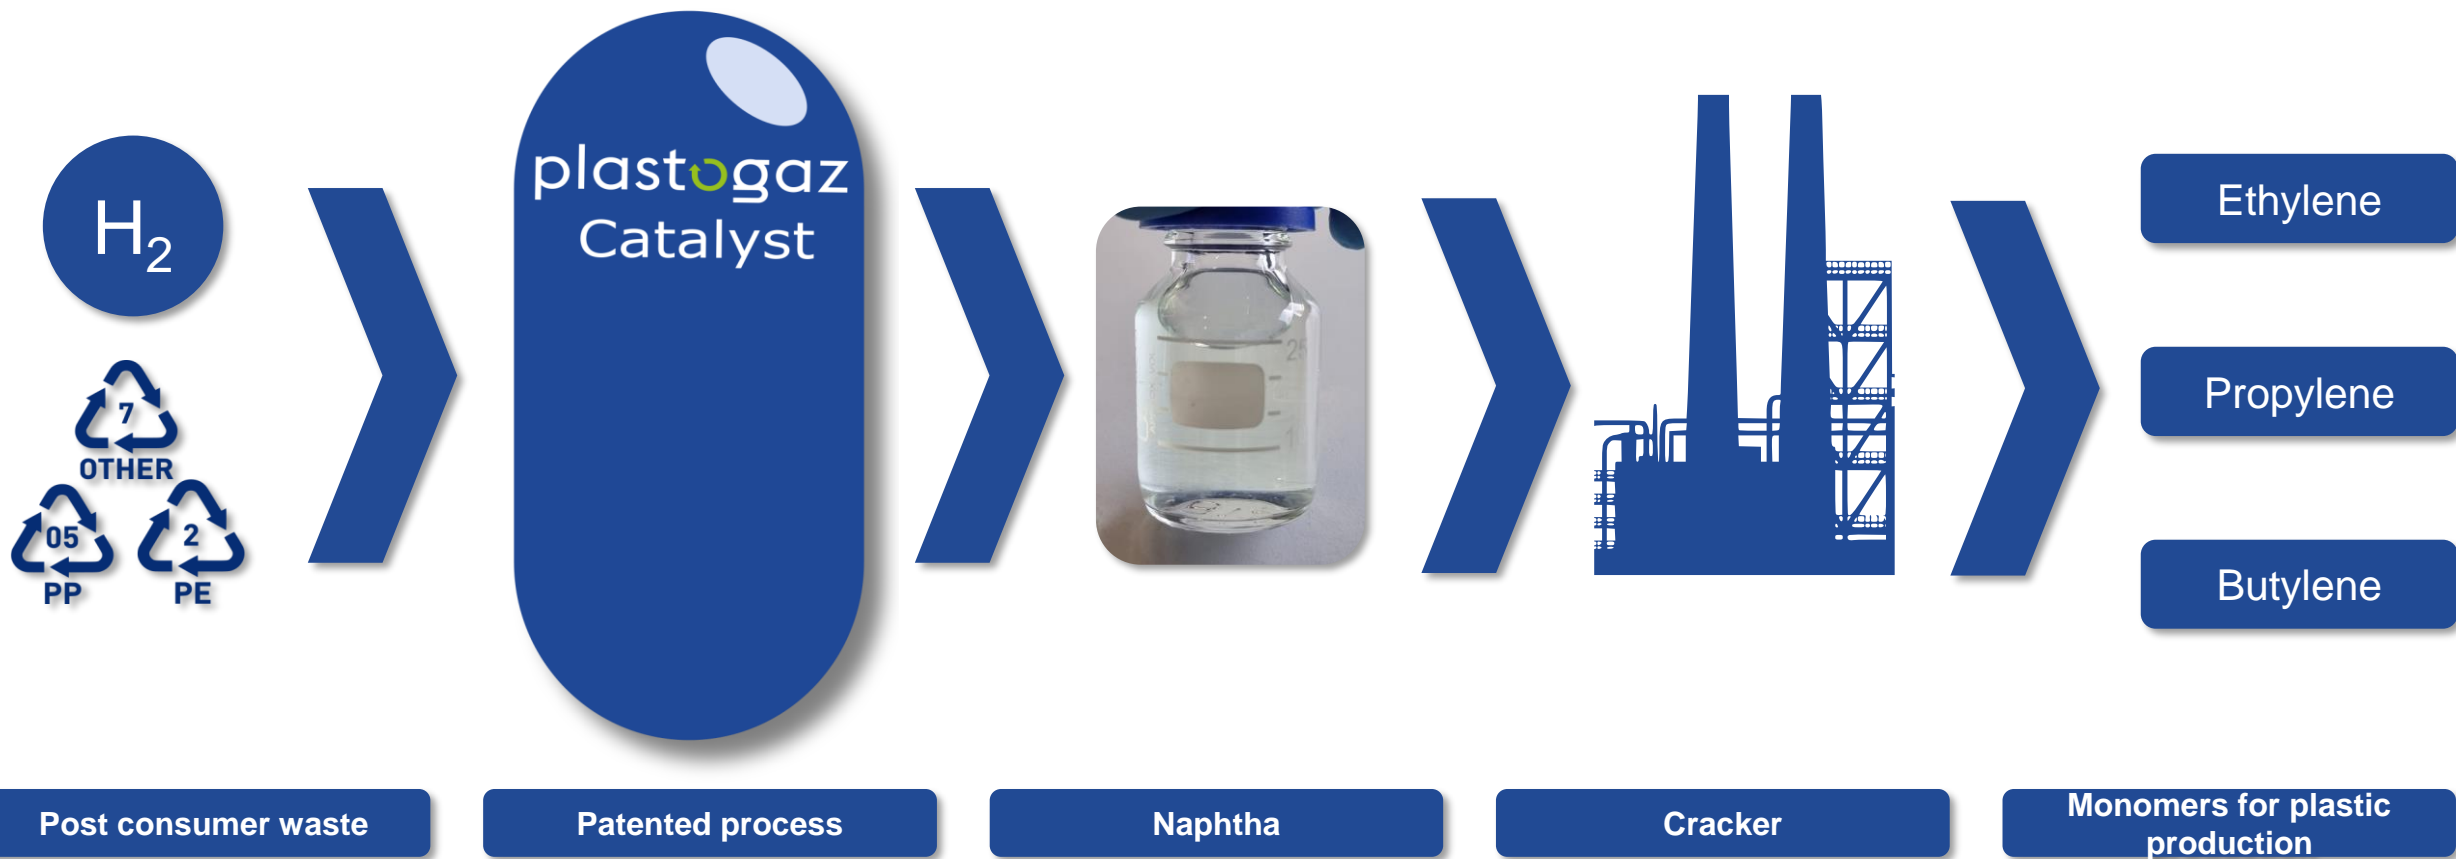 H₂
7
OTHER
05
PP
2
PE
plastogaz
Catalyst
25
Ethylene
Propylene
Butylene
Post consumer waste
Patented process
Naphtha
Cracker
Monomers for plastic
production